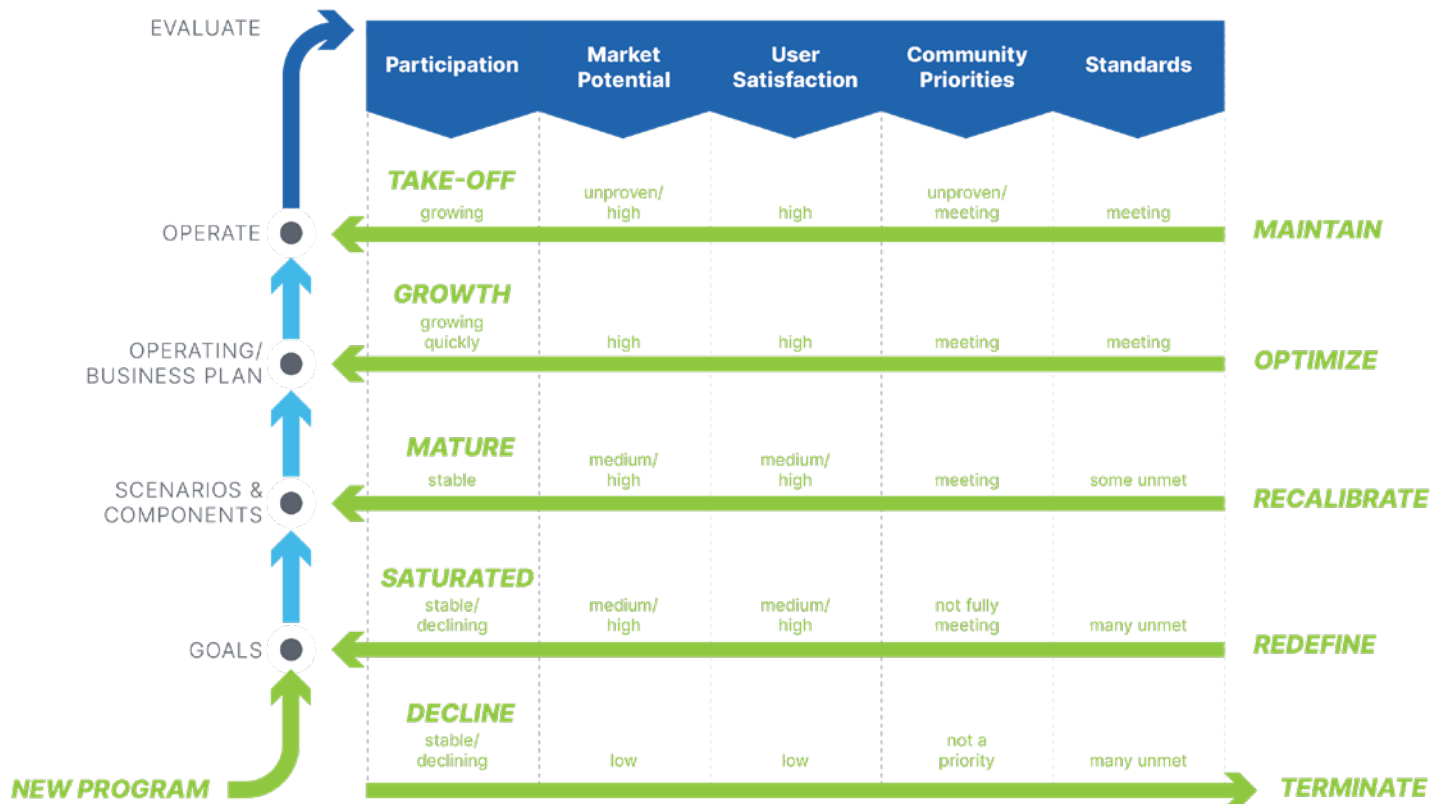 EVALUATE
Participation
Market
Potential
User
Satisfaction
Community
Priorities
Standards
TAKE-OFF
growing
unproven/
high
high
unproven/
meeting
meeting
OPERATE
MAINTAIN
GROWTH
growing
quickly
high
high
meeting
meeting
OPERATING/
BUSINESS PLAN
OPTIMIZE
MATURE
stable
medium/
high
medium/
high
meeting
some unmet
SCENARIOS &
COMPONENTS
RECALIBRATE
SATURATED
stable/
declining
medium/
high
medium/
high
not fully
meeting
many unmet
GOALS
REDEFINE
DECLINE
stable/
declining
low
low
not a
priority
many unmet
NEW PROGRAM
TERMINATE